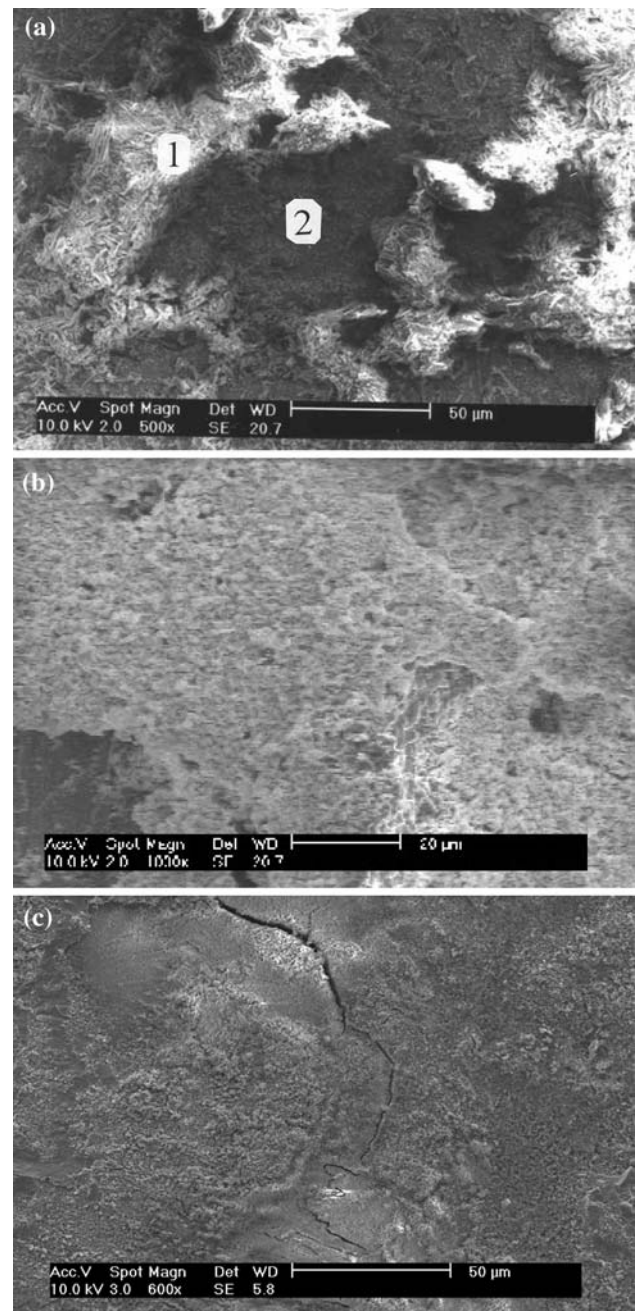 (a)
1
2
Acc.V Spot Magn Det WD 50 µm
10.0 kV 2.0 500x SE 20.7
(b)
Acc.V Spot Magn Det WD 20 µm
10.0 kV 2.0 1000x SE 20.7
(c)
Acc.V Spot Magn Det WD 50 µm
10.0 kV 3.0 600x SE 5.8